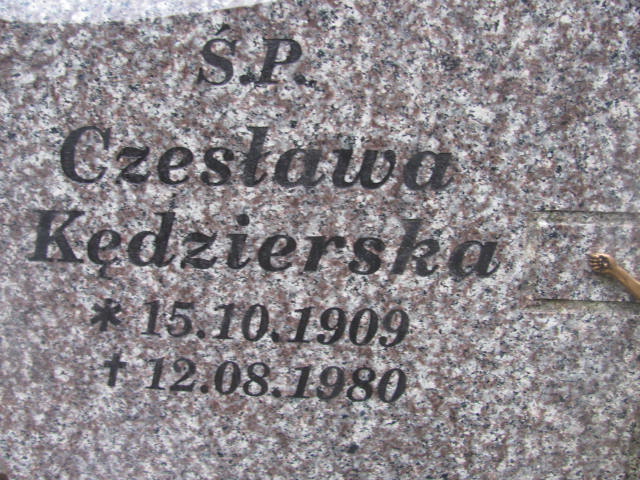 Ś.P.
Czesława
Kędzierska
* 15.10.1909
† 12.08.1980